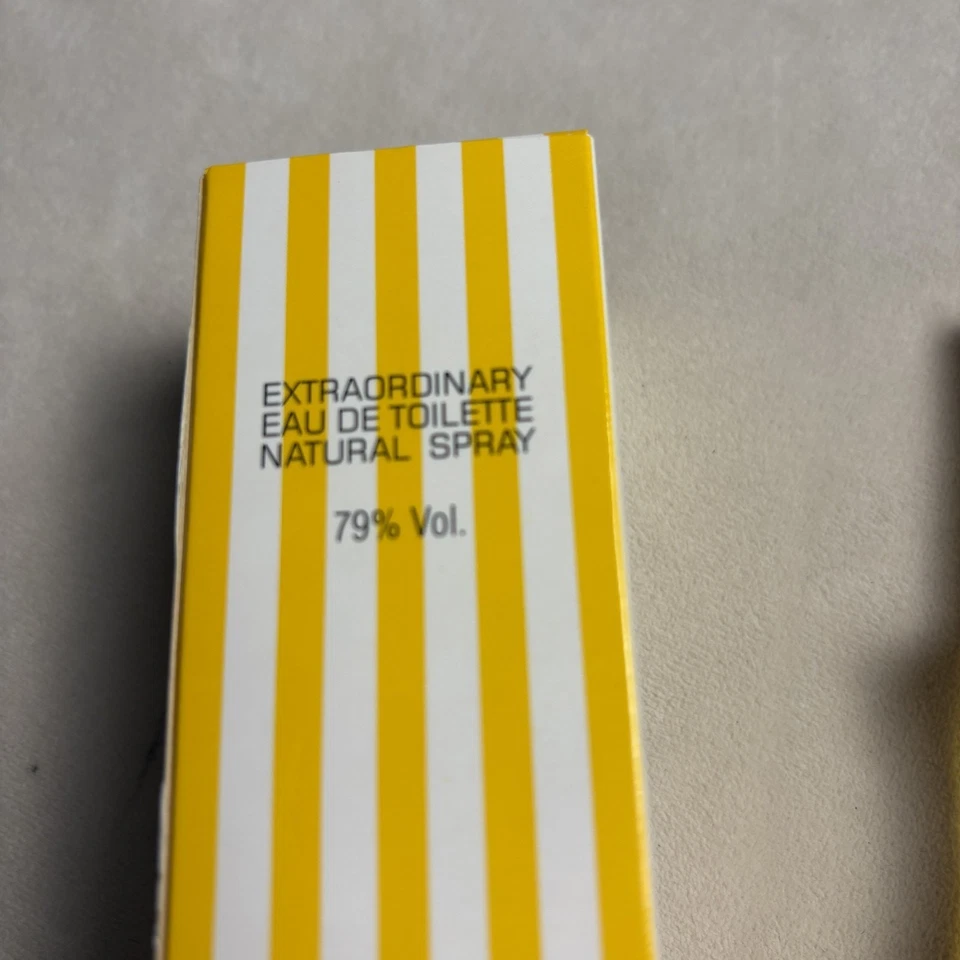 EXTRAORDINARY
EAU DE TOILETTE
NATURAL SPRAY
79% Vol.